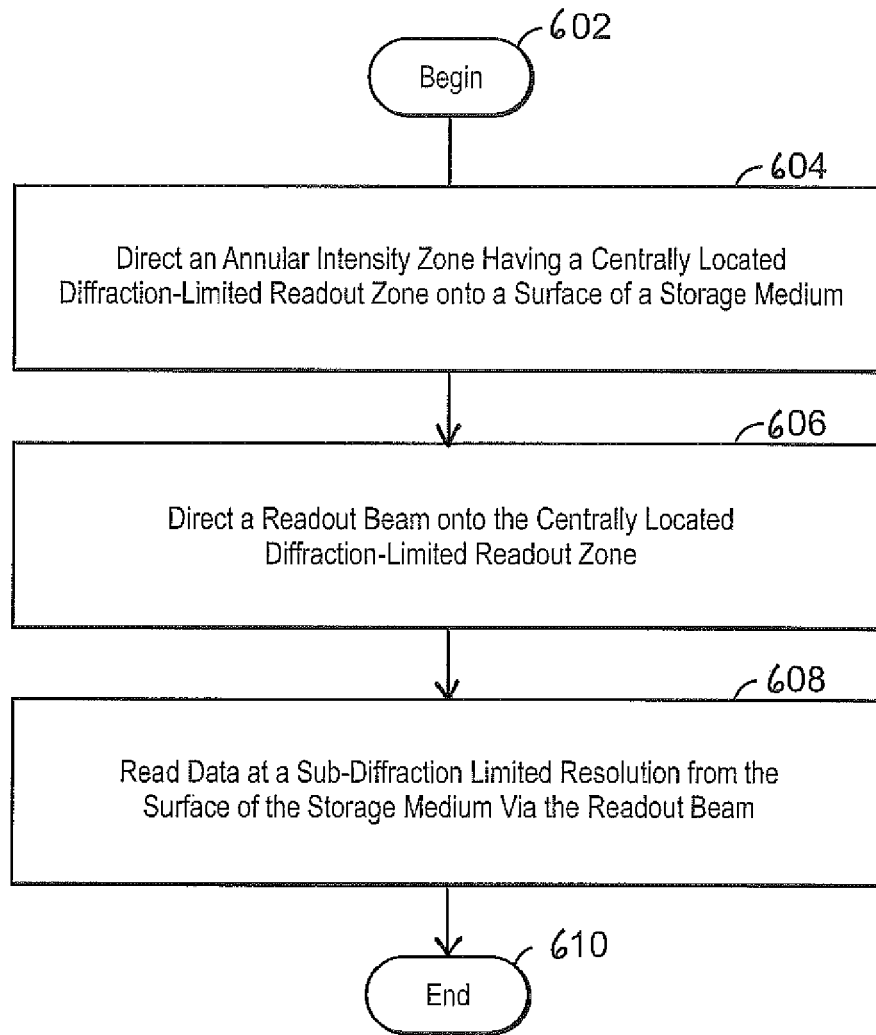 602
Begin
604
Direct an Annular Intensity Zone Having a Centrally Located
Diffraction-Limited Readout Zone onto a Surface of a Storage Medium
606
Direct a Readout Beam onto the Centrally Located
Diffraction-Limited Readout Zone
608
Read Data at a Sub-Diffraction Limited Resolution from the
Surface of the Storage Medium Via the Readout Beam
610
End